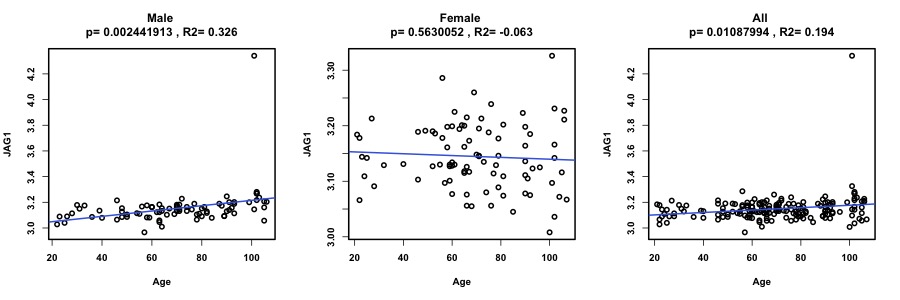 Male
p= 0.002441913 , R2= 0.326
JAG1
4.2
4.0
3.8
3.6
3.4
3.2
3.0
20 40 60 80 100
Age
Female
p= 0.5630052 , R2= -0.063
JAG1
3.30
3.20
3.10
3.00
20 40 60 80 100
Age
All
p= 0.01087994 , R2= 0.194
JAG1
4.2
4.0
3.8
3.6
3.4
3.2
3.0
20 40 60 80 100
Age